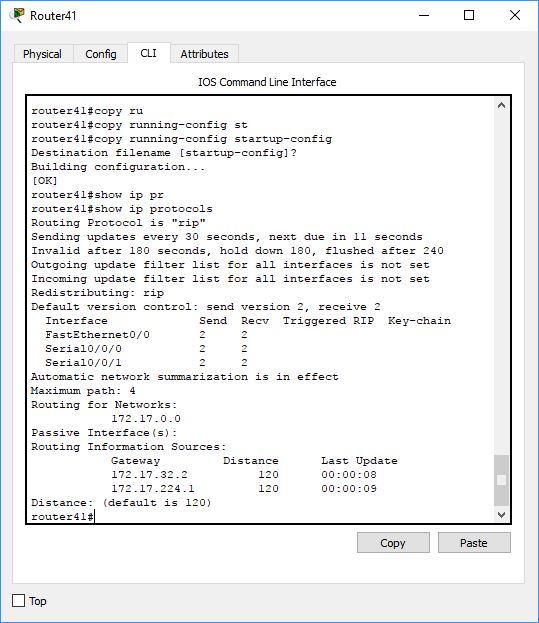 Router41
Physical Config CLI Attributes
IOS Command Line Interface
router41#copy ru
router41#copy running-config st
router41#copy running-config startup-config
Destination filename [startup-config]?
Building configuration...
[OK]
router41#show ip pr
router41#show ip protocols
Routing Protocol is "rip"
Sending updates every 30 seconds, next due in 11 seconds
Invalid after 180 seconds, hold down 180, flushed after 240
Outgoing update filter list for all interfaces is not set
Incoming update filter list for all interfaces is not set
Redistributing: rip
Default version control: send version 2, receive 2
Interface Send Recv Triggered RIP Key-chain
FastEthernet0/0 2 2
Serial0/0/0 2 2
Serial0/0/1 2 2
Automatic network summarization is in effect
Maximum path: 4
Routing for Networks:
172.17.0.0
Passive Interface(s):
Routing Information Sources:
Gateway Distance Last Update
172.17.32.2 120 00:00:08
172.17.224.1 120 00:00:09
Distance: (default is 120)
router41#
Copy Paste
Top